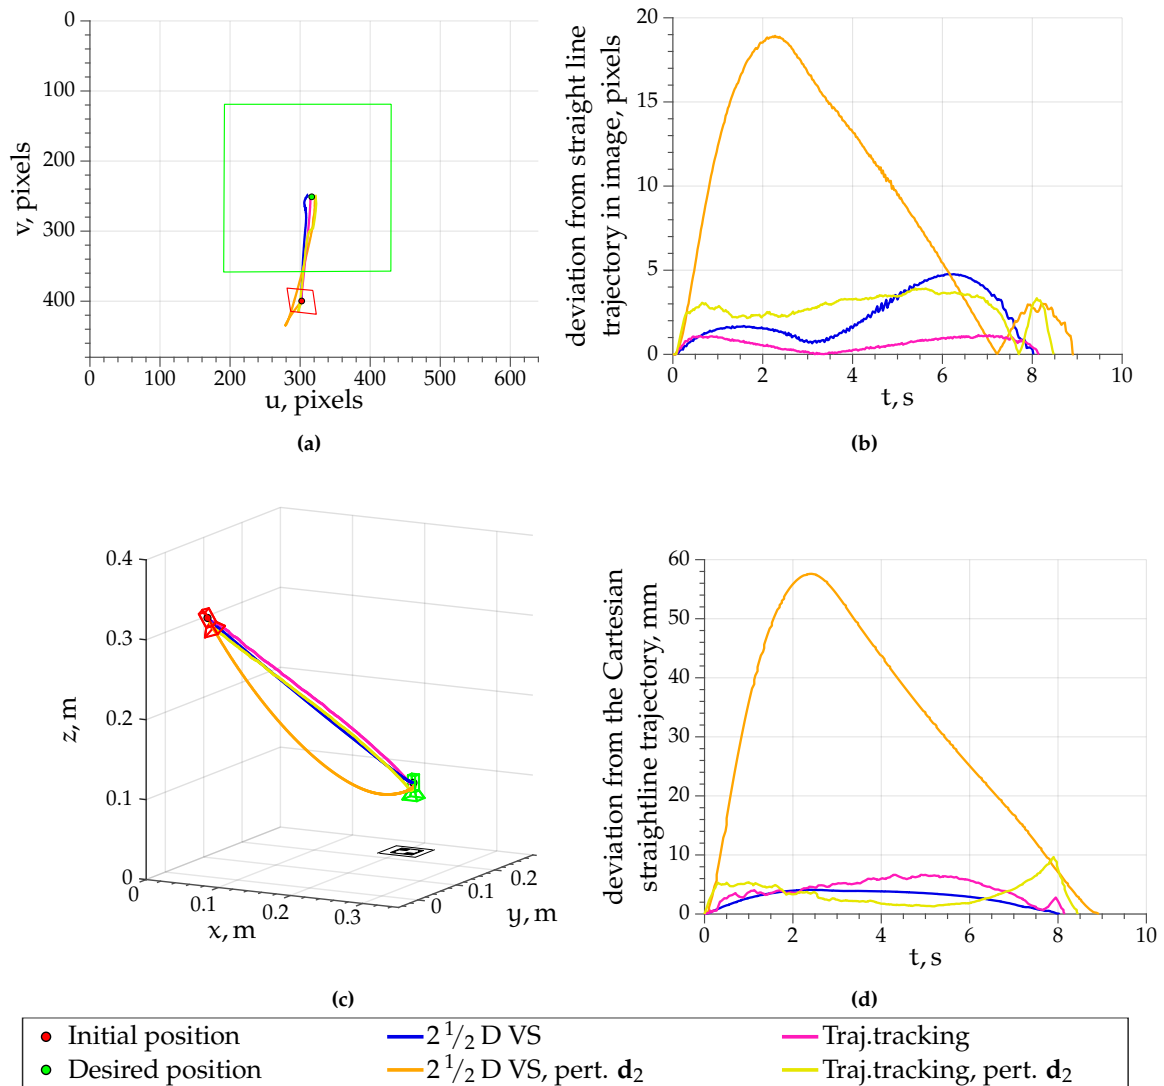 0
100
200
300
400
v, pixels
0
100
200
300
400
500
600
u, pixels
(a)
20
15
10
5
0
deviation from straight line
trajectory in image, pixels
0
2
4
6
8
10
t, s
(b)
0.4
0.3
0.2
0.1
0
z, m
0
0.1
0.2
0.3
x, m
0
0.1
0.2
y, m
(c)
60
50
40
30
20
10
0
deviation from the Cartesian
straightline trajectory, mm
0
2
4
6
8
10
t, s
(d)
Initial position
2 1/2 D VS
Traj.tracking
Desired position
2 1/2 D VS, pert. d2
Traj.tracking, pert. d2